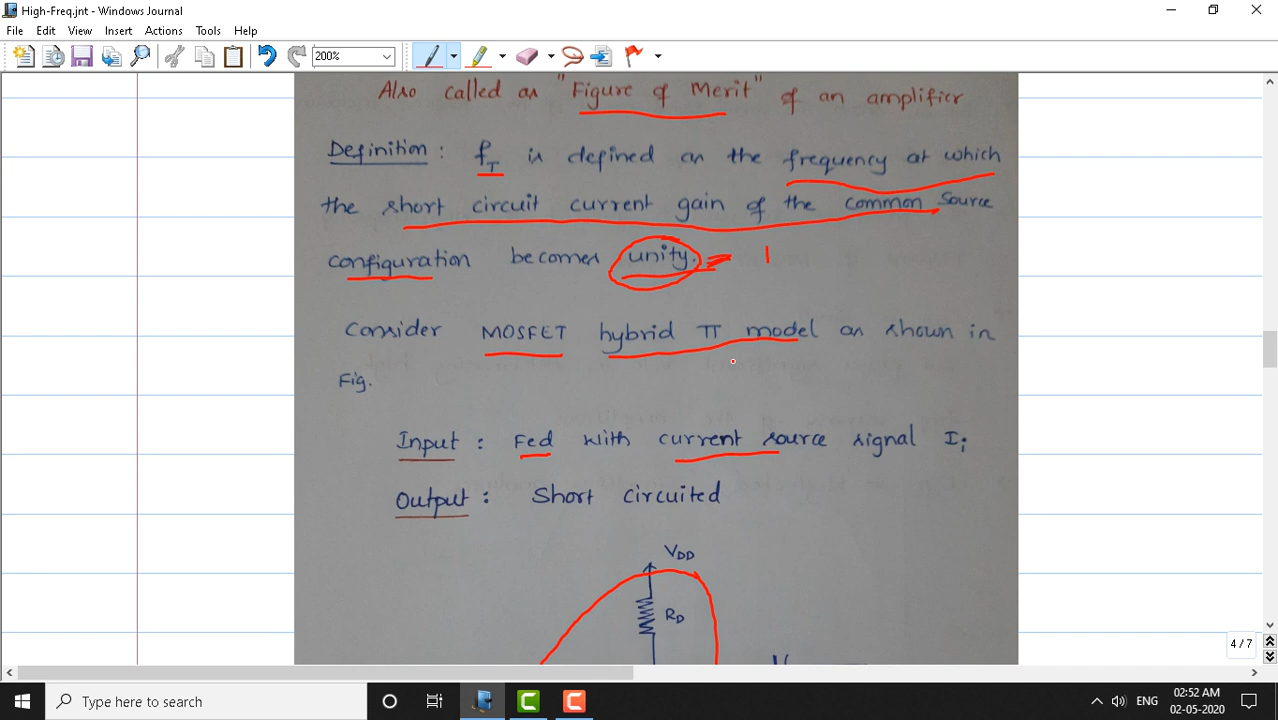 High-Freq.jnt - Windows Journal
File Edit View Insert Actions Tools Help
200%
Also called as "Figure of Merit" of an amplifier
Definition : fT is defined as the frequency at which
the short circuit current gain of the common source
configuration becomes unity. = 1
Consider MOSFET hybrid π model as shown in
Fig.
Input : Fed with current source signal Ii
Output : Short circuited
VDD
RD
4 / 7
Type here to search
ENG
02:52 AM
02-05-2020